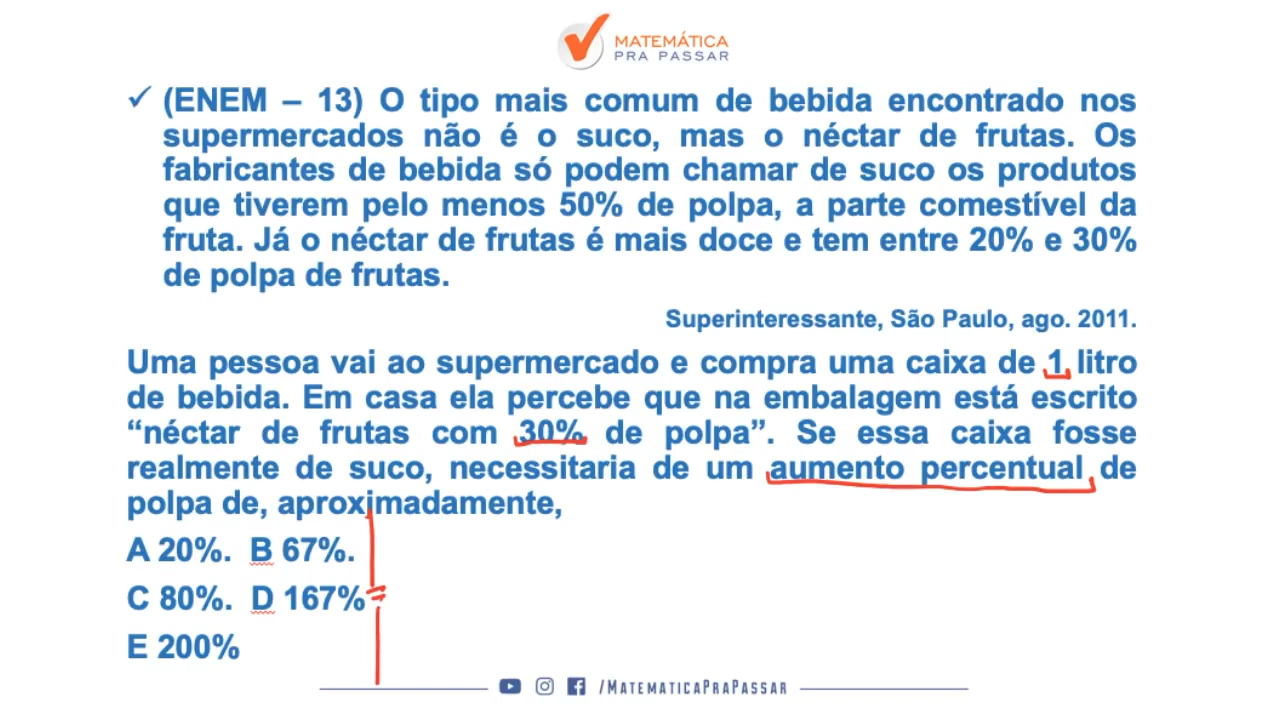 MATEMÁTICA
PRA PASSAR
✓ (ENEM – 13) O tipo mais comum de bebida encontrado nos
supermercados não é o suco, mas o néctar de frutas. Os
fabricantes de bebida só podem chamar de suco os produtos
que tiverem pelo menos 50% de polpa, a parte comestível da
fruta. Já o néctar de frutas é mais doce e tem entre 20% e 30%
de polpa de frutas.
Superinteressante, São Paulo, ago. 2011.
Uma pessoa vai ao supermercado e compra uma caixa de 1 litro
de bebida. Em casa ela percebe que na embalagem está escrito
“néctar de frutas com 30% de polpa”. Se essa caixa fosse
realmente de suco, necessitaria de um aumento percentual de
polpa de, aproximadamente,
A 20%. B 67%.
C 80%. D 167%
E 200%
/MATEMATICAPRAPASSAR